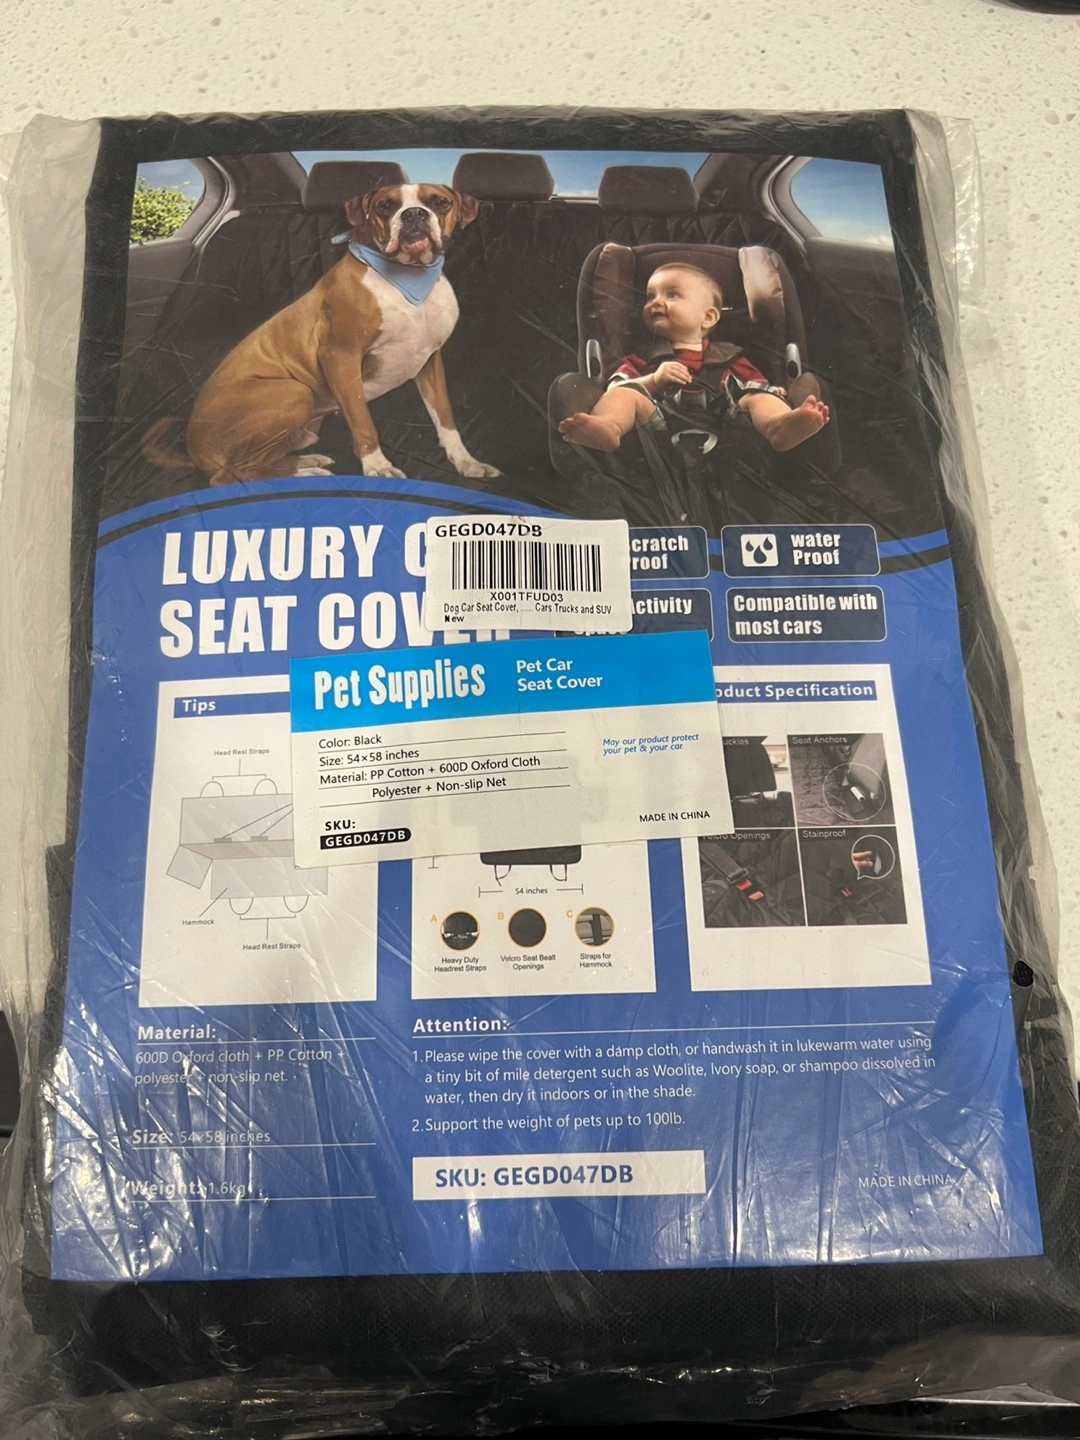 GEGD047DB
X001TFUD03
Dog Car Seat Cover, ..... Cars Trucks and SUV
New
LUXURY C
SEAT COVER
cratch
roof
water
Proof
Activity
Compatible with
most cars
Pet Supplies
Pet Car
Seat Cover
Color: Black
Size: 54×58 inches
Material: PP Cotton + 600D Oxford Cloth
Polyester + Non-slip Net
May our product protect
your pet & your car.
SKU:
GEGD047DB
MADE IN CHINA
Tips
Head Rest Straps
Hammock
Head Rest Straps
54 inches
A
B
C
Heavy Duty
Headrest Straps
Velcro Seat Bealt
Openings
Straps for
Hammock
oduct Specification
uckles
Seat Anchors
Velcro Openings
Stainproof
Material:
600D Oxford cloth + PP Cotton +
polyester + non-slip net.
Size: 54×58 inches
Weight: 1.6kg
Attention:
1.Please wipe the cover with a damp cloth, or handwash it in lukewarm water using
a tiny bit of mile detergent such as Woolite, Ivory soap, or shampoo dissolved in
water, then dry it indoors or in the shade.
2.Support the weight of pets up to 100lb.
SKU: GEGD047DB
MADE IN CHINA